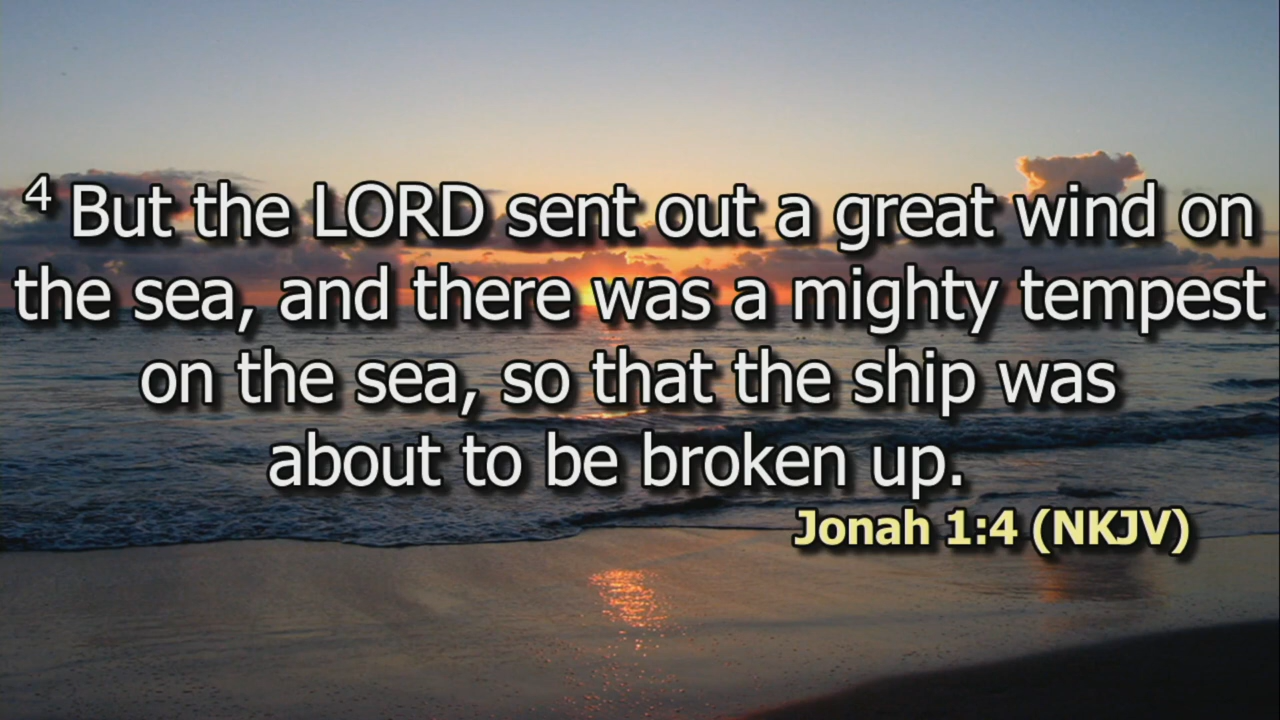 4 But the LORD sent out a great wind on
the sea, and there was a mighty tempest
on the sea, so that the ship was
about to be broken up.
Jonah 1:4 (NKJV)